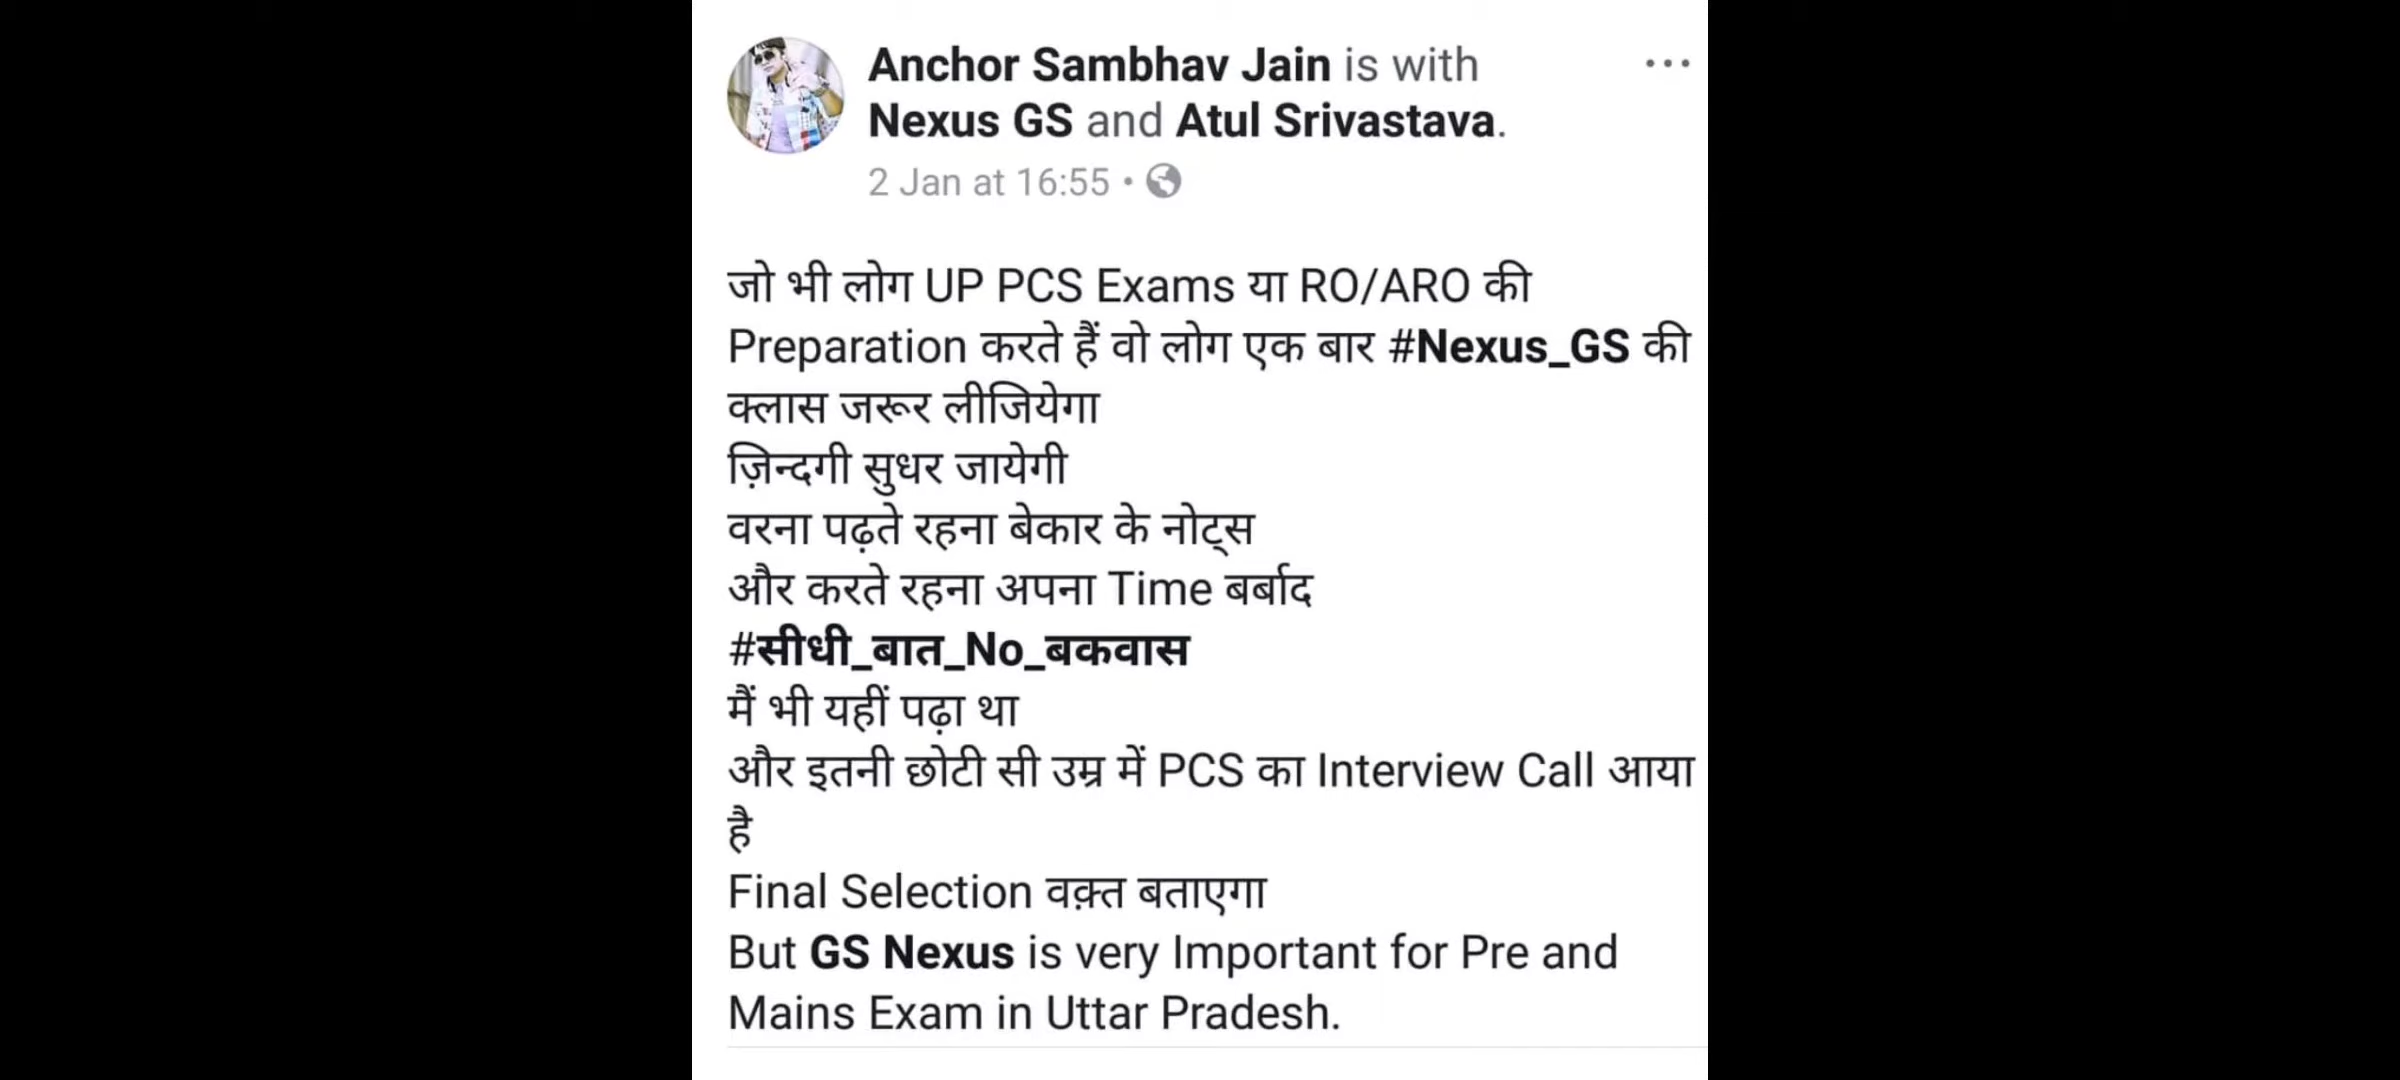 Anchor Sambhav Jain is with
Nexus GS and Atul Srivastava.
2 Jan at 16:55 •
जो भी लोग UP PCS Exams या RO/ARO की
Preparation करते हैं वो लोग एक बार #Nexus_GS की
क्लास जरूर लीजियेगा
ज़िन्दगी सुधर जायेगी
वरना पढ़ते रहना बेकार के नोट्स
और करते रहना अपना Time बर्बाद
#सीधी_बात_No_बकवास
मैं भी यहीं पढ़ा था
और इतनी छोटी सी उम्र में PCS का Interview Call आया
है
Final Selection वक़्त बताएगा
But GS Nexus is very Important for Pre and
Mains Exam in Uttar Pradesh.